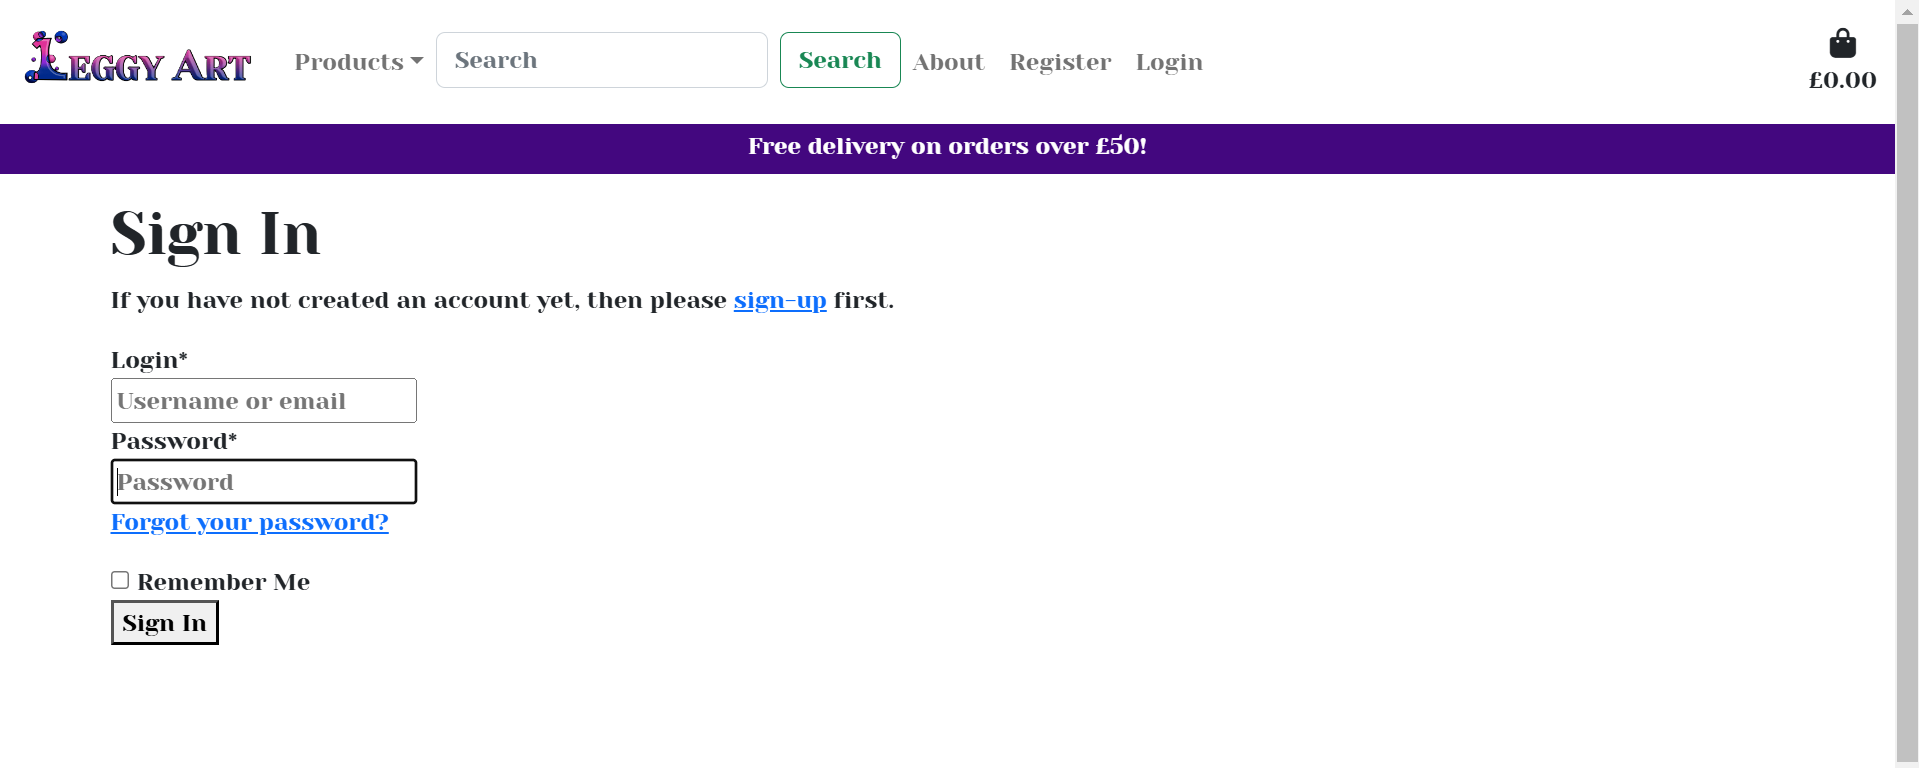 Leggy Art
Products Search Search About Register Login
£0.00
Free delivery on orders over £50!
Sign In
If you have not created an account yet, then please sign-up first.
Login*
Username or email
Password*
Password
Forgot your password?
Remember Me
Sign In